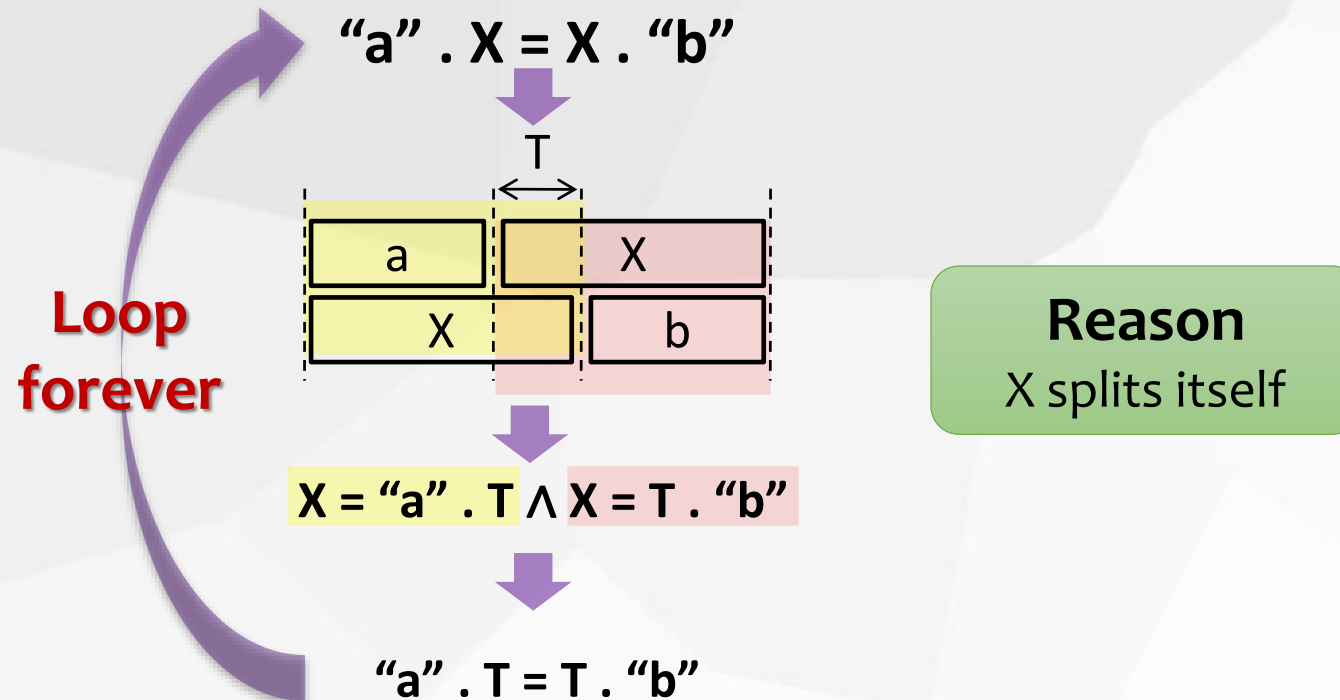 “a” . X = X . “b”
T
a X
X b
Loop
forever
X = “a” . T ∧ X = T . “b”
“a” . T = T . “b”
Reason
X splits itself